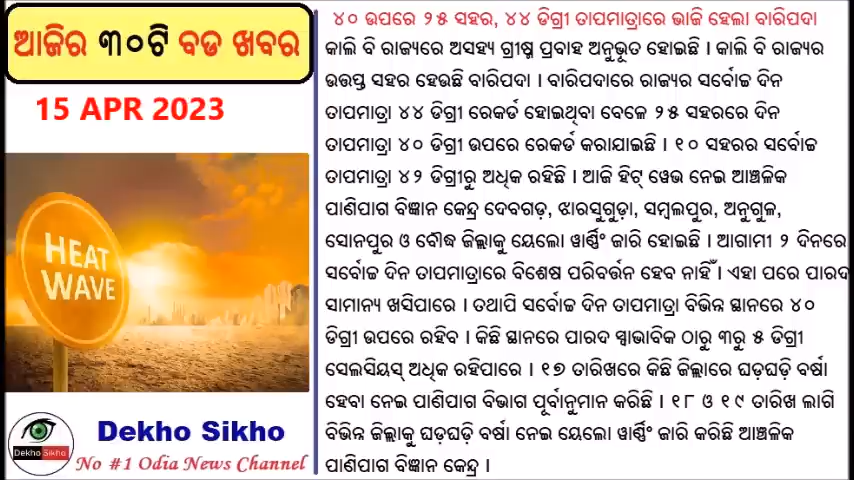 ଆଜିର ୩୦ଟି ବଡ ଖବର
15 APR 2023
HEAT
WAVE
Dekho Sikho
Dekho Sikho
No #1 Odia News Channel
୪୦ ଉପରେ ୨୫ ସହର, ୪୪ ଡିଗ୍ରୀ ତାପମାତ୍ରାରେ ଭାଜି ହେଲା ବାରିପଦା
କାଲି ବି ରାଜ୍ୟରେ ଅସହ୍ୟ ଗ୍ରୀଷ୍ମ ପ୍ରବାହ ଅନୁଭୂତ ହୋଇଛି । କାଲି ବି ରାଜ୍ୟର
ଉତ୍ତପ୍ତ ସହର ହେଉଛି ବାରିପଦା । ବାରିପଦାରେ ରାଜ୍ୟର ସର୍ବୋଚ୍ଚ ଦିନ
ତାପମାତ୍ରା ୪୪ ଡିଗ୍ରୀ ରେକର୍ଡ ହୋଇଥିବା ବେଳେ ୨୫ ସହରରେ ଦିନ
ତାପମାତ୍ରା ୪୦ ଡିଗ୍ରୀ ଉପରେ ରେକର୍ଡ କରାଯାଇଛି । ୧୦ ସହରର ସର୍ବୋଚ୍ଚ
ତାପମାତ୍ରା ୪୨ ଡିଗ୍ରୀରୁ ଅଧିକ ରହିଛି । ଆଜି ହିଟ୍ ୱେଭ ନେଇ ଆଞ୍ଚଳିକ
ପାଣିପାଗ ବିଜ୍ଞାନ କେନ୍ଦ୍ର ଦେବଗଡ଼, ଝାରସୁଗୁଡ଼ା, ସମ୍ବଲପୁର, ଅନୁଗୁଳ,
ସୋନପୁର ଓ ବୌଦ୍ଧ ଜିଲ୍ଲାକୁ ୟେଲୋ ୱାର୍ଣ୍ଣିଂ ଜାରି ହୋଇଛି । ଆଗାମୀ ୨ ଦିନରେ
ସର୍ବୋଚ୍ଚ ଦିନ ତାପମାତ୍ରାରେ ବିଶେଷ ପରିବର୍ତ୍ତନ ହେବ ନାହିଁ । ଏହା ପରେ ପାରଦ
ସାମାନ୍ୟ ଖସିପାରେ । ତଥାପି ସର୍ବୋଚ୍ଚ ଦିନ ତାପମାତ୍ରା ବିଭିନ୍ନ ସ୍ଥାନରେ ୪୦
ଡିଗ୍ରୀ ଉପରେ ରହିବ । କିଛି ସ୍ଥାନରେ ପାରଦ ସ୍ୱାଭାବିକ ଠାରୁ ୩ରୁ ୫ ଡିଗ୍ରୀ
ସେଲସିୟସ୍ ଅଧିକ ରହିପାରେ । ୧୭ ତାରିଖରେ କିଛି ଜିଲ୍ଲାରେ ଘଡ଼ଘଡ଼ି ବର୍ଷା
ହେବା ନେଇ ପାଣିପାଗ ବିଭାଗ ପୂର୍ବାନୁମାନ କରିଛି । ୧୮ ଓ ୧୯ ତାରିଖ ଲାଗି
ବିଭିନ୍ନ ଜିଲ୍ଲାକୁ ଘଡ଼ଘଡ଼ି ବର୍ଷା ନେଇ ୟେଲୋ ୱାର୍ଣ୍ଣିଂ ଜାରି କରିଛି ଆଞ୍ଚଳିକ
ପାଣିପାଗ ବିଜ୍ଞାନ କେନ୍ଦ୍ର ।